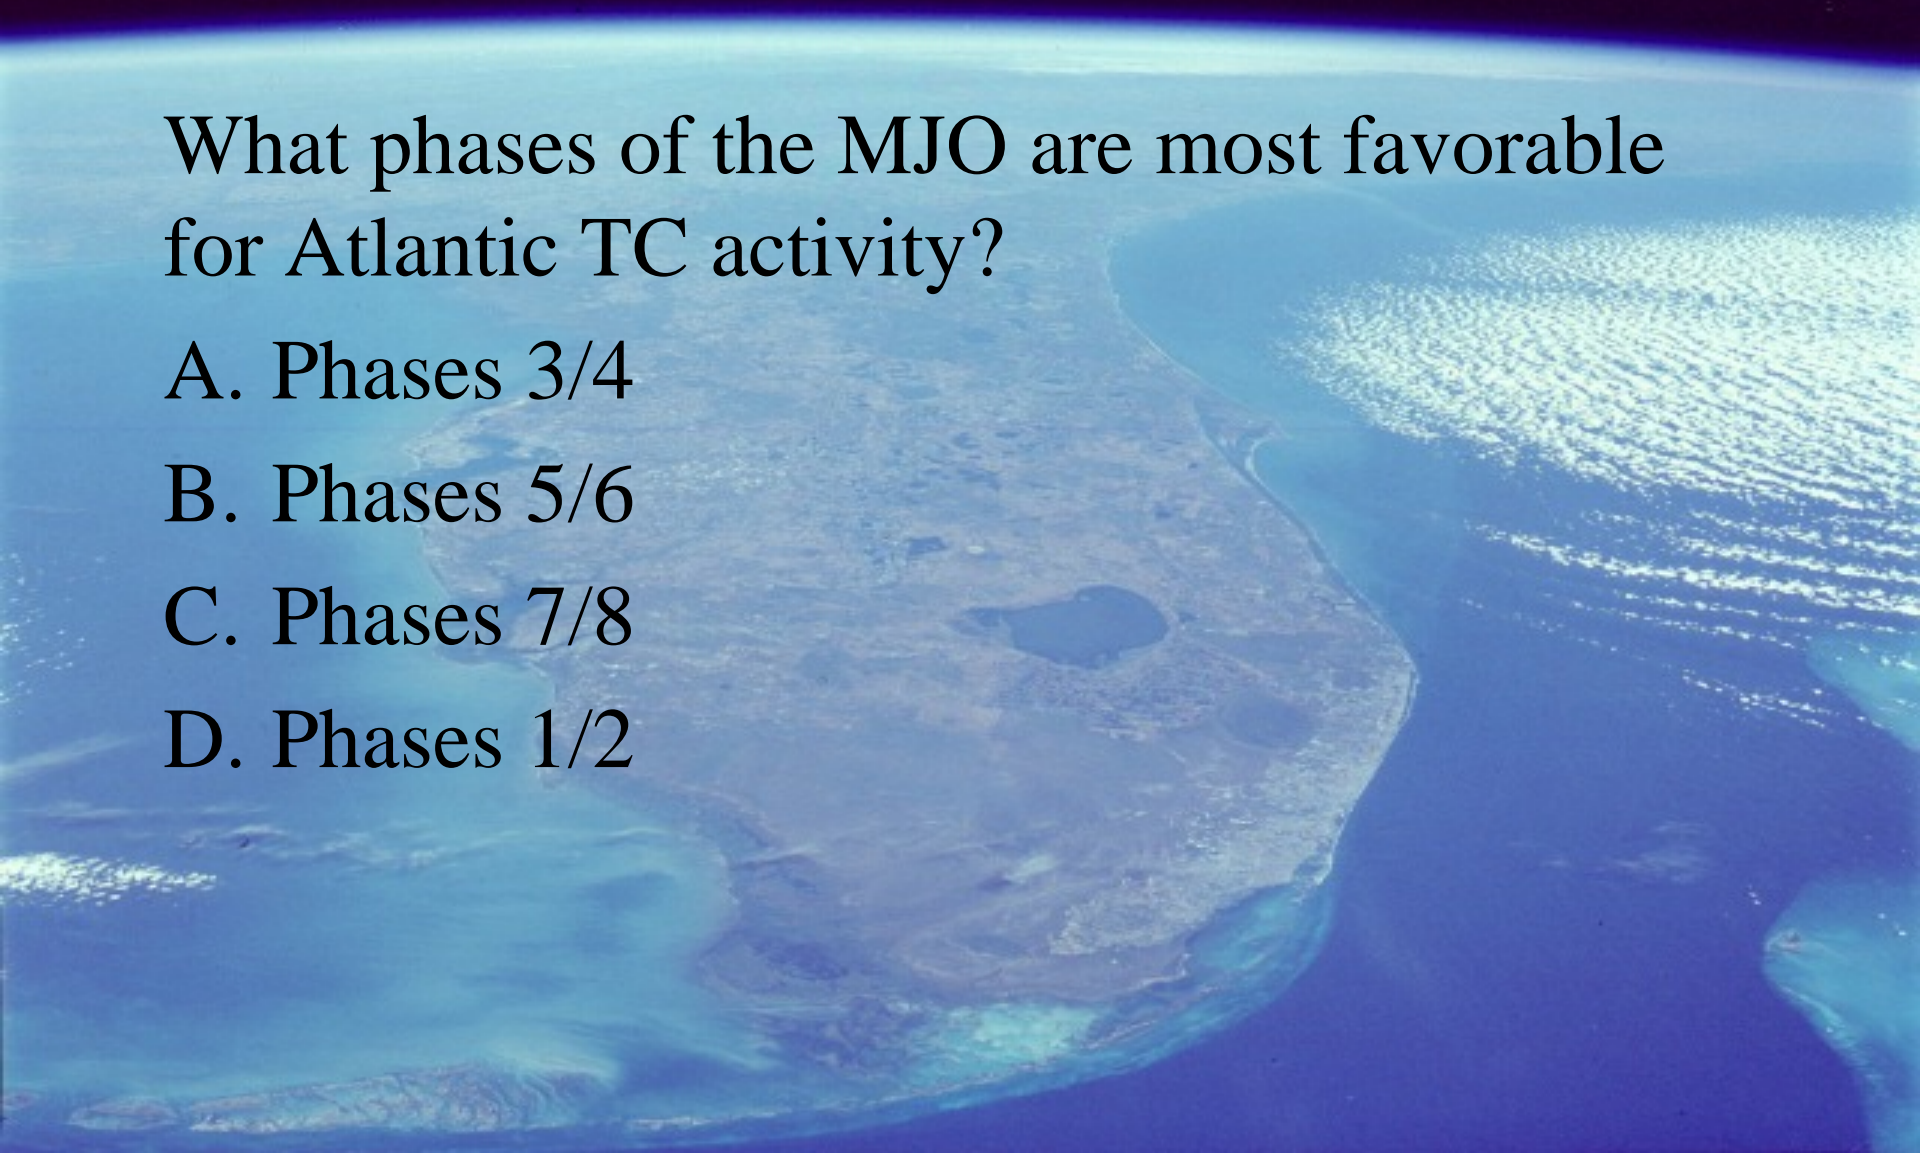 What phases of the MJO are most favorable
for Atlantic TC activity?
A. Phases 3/4
B. Phases 5/6
C. Phases 7/8
D. Phases 1/2